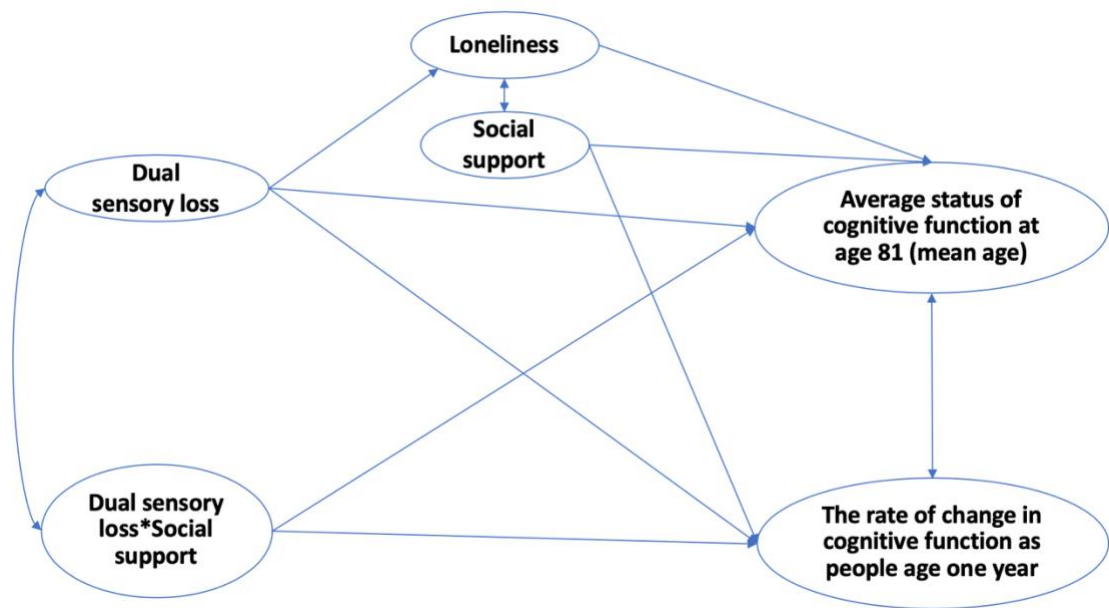 Loneliness
Social
support
Dual
sensory loss
Average status of
cognitive function at
age 81 (mean age)
Dual sensory
loss*Social
support
The rate of change in
cognitive function as
people age one year